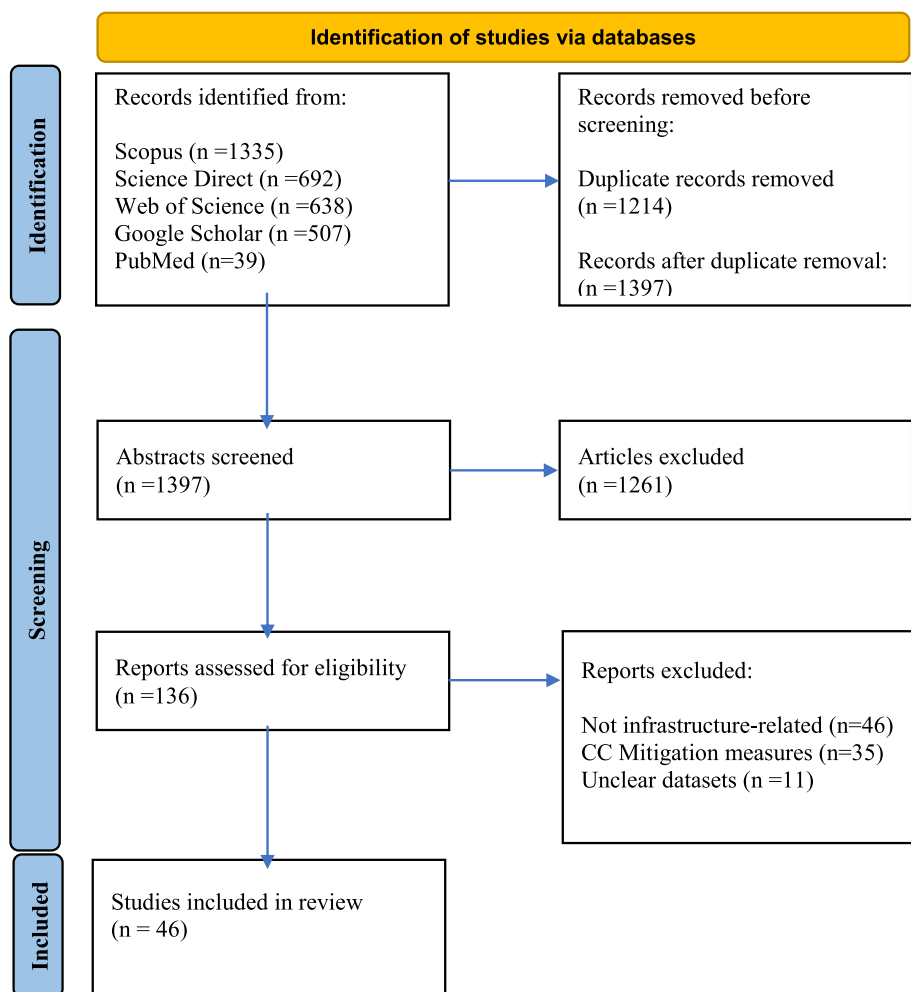 Identification of studies via databases
Identification
Records identified from:
Scopus (n =1335)
Science Direct (n =692)
Web of Science (n =638)
Google Scholar (n =507)
PubMed (n=39)
Records removed before
screening:
Duplicate records removed
(n =1214)
Records after duplicate removal:
(n =1397)
Screening
Abstracts screened
(n =1397)
Articles excluded
(n =1261)
Reports assessed for eligibility
(n =136)
Reports excluded:
Not infrastructure-related (n=46)
CC Mitigation measures (n=35)
Unclear datasets (n =11)
Included
Studies included in review
(n = 46)